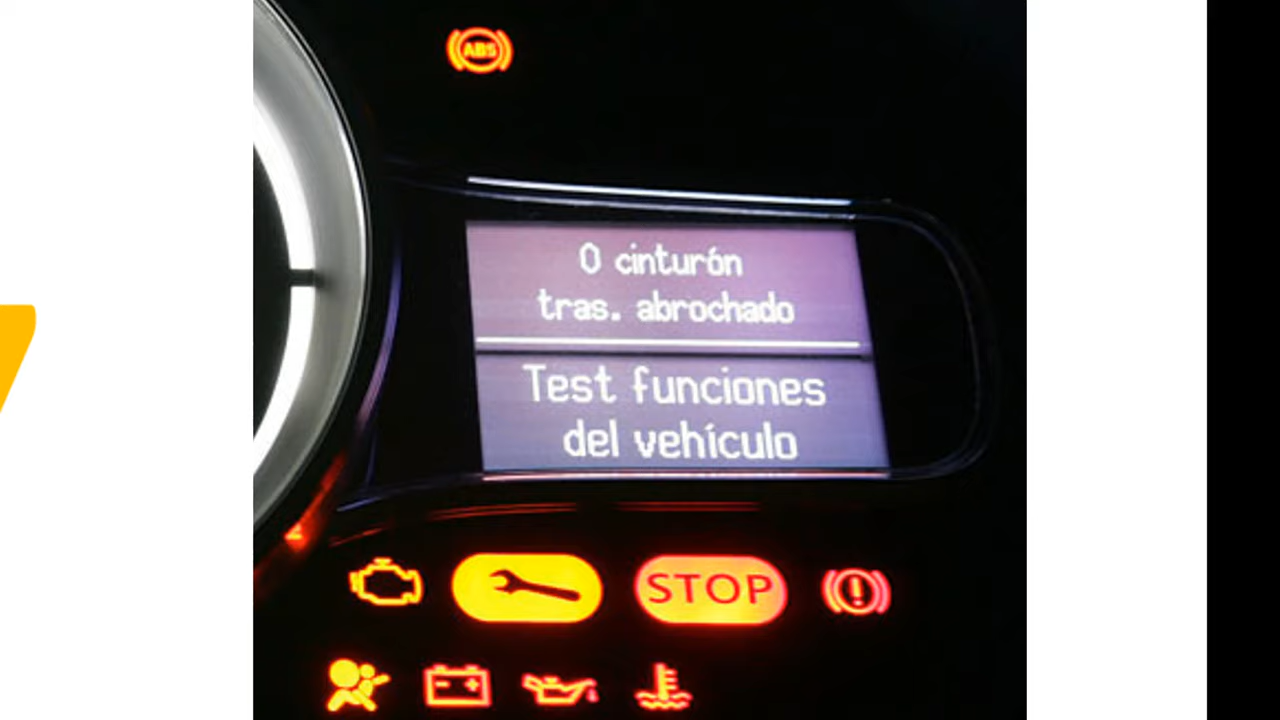 ABS
0 cinturón
tras. abrochado
Test funciones
del vehículo
STOP